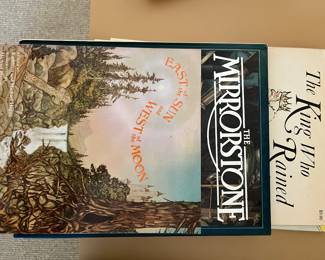 EAST of the SUN
and
WEST of the MOON
THE
MIRRORSTONE
The
King Who
Rained